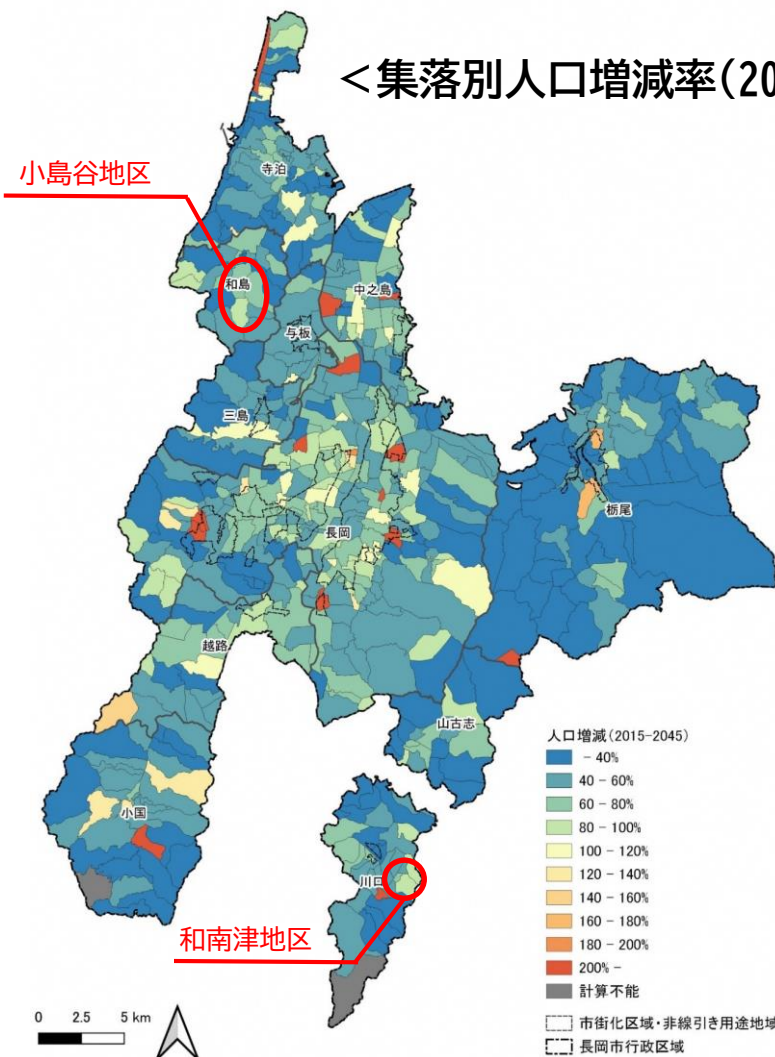 <集落別人口増減率(20
小島谷地区
寺泊
和島
中之島
与板
三島
長岡
栃尾
越路
山古志
小国
川口
和南津地区
人口増減(2015-2045)
- 40%
40 - 60%
60 - 80%
80 - 100%
100 - 120%
120 - 140%
140 - 160%
160 - 180%
180 - 200%
200% -
計算不能
市街化区域・非線引き用途地域
長岡市行政区域
0 2.5 5 km